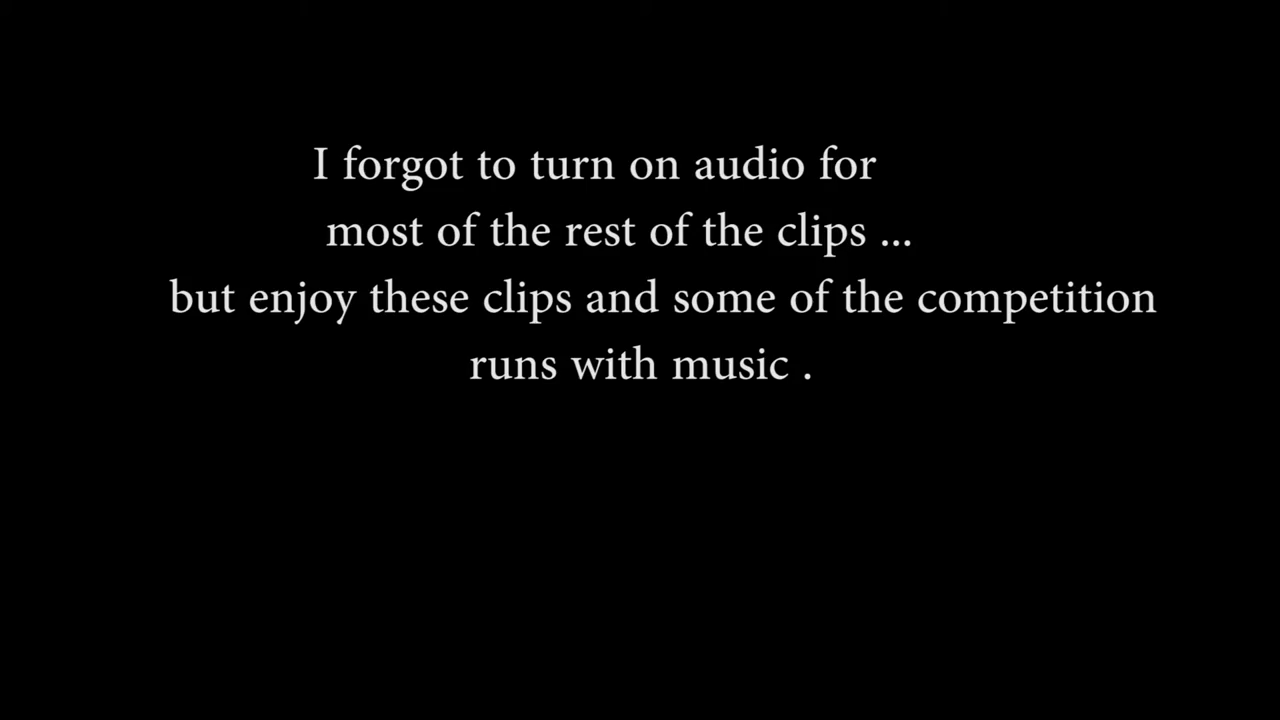 I forgot to turn on audio for
most of the rest of the clips ...
but enjoy these clips and some of the competition
runs with music .